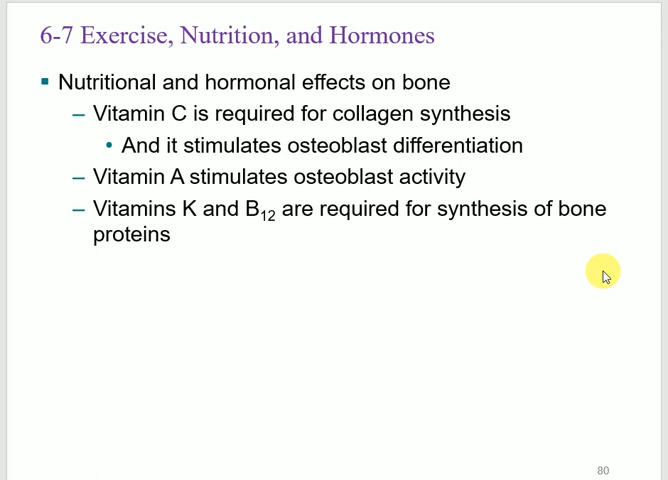 6-7 Exercise, Nutrition, and Hormones
▪ Nutritional and hormonal effects on bone
– Vitamin C is required for collagen synthesis
• And it stimulates osteoblast differentiation
– Vitamin A stimulates osteoblast activity
– Vitamins K and B₁₂ are required for synthesis of bone
proteins
80